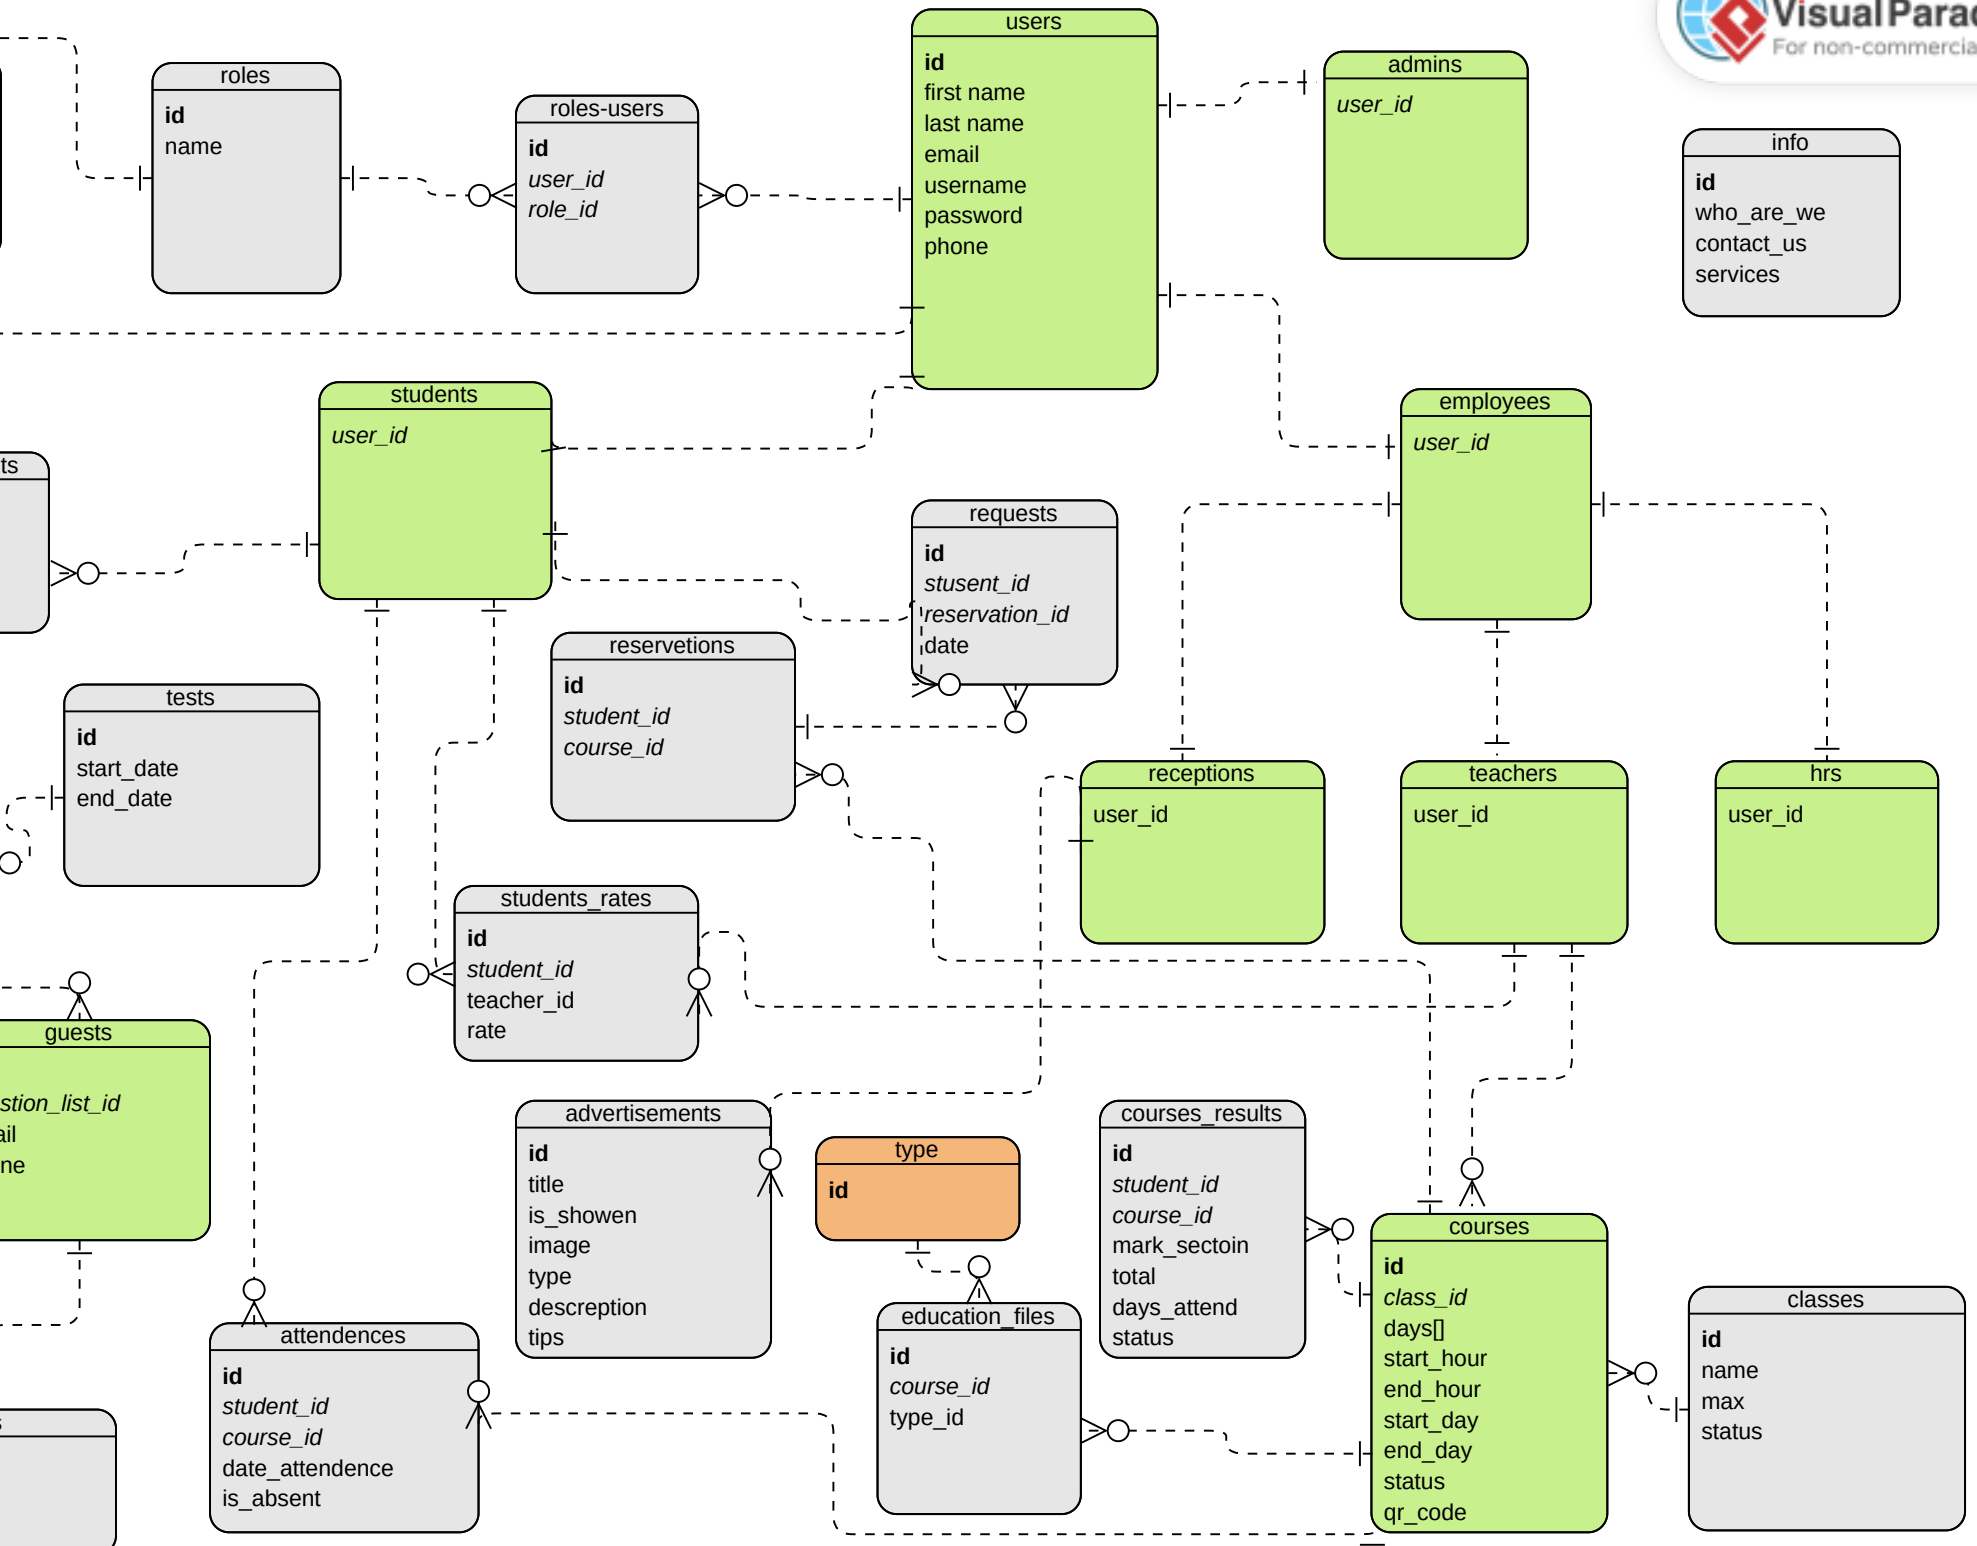 users
id
first name
last name
email
username
password
phone
admins
user_id
For non-commercia
info
id
who_are_we
contact_us
services
roles
id
name
roles-users
id
user_id
role_id
students
user_id
employees
user_id
ts
requests
id
stusent_id
reservation_id
date
reservetions
id
student_id
course_id
tests
id
start_date
end_date
receptions
user_id
teachers
user_id
hrs
user_id
students_rates
id
student_id
teacher_id
rate
guests
stion_list_id
ail
ne
advertisements
id
title
is_showen
image
type
descreption
tips
type
id
courses_results
id
student_id
course_id
mark_sectoin
total
days_attend
status
courses
id
class_id
days[]
start_hour
end_hour
start_day
end_day
status
qr_code
classes
id
name
max
status
education_files
id
course_id
type_id
attendences
id
student_id
course_id
date_attendence
is_absent